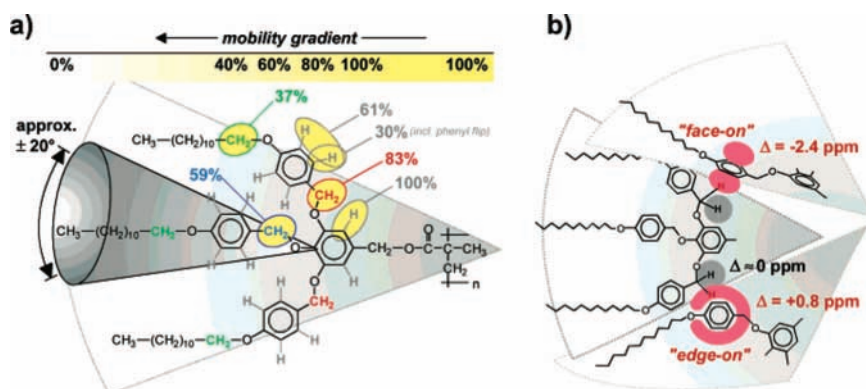 a)
mobility gradient
0% 40% 60% 80% 100% 100%
37%
61%
30% (incl. phenyl flip)
83%
100%
59%
approx.
± 20°
CH₃–(CH₂)₁₀–CH₂–O
H
H
H
CH₂
O
H
H H
CH₃–(CH₂)₁₀–CH₂–O CH₂ O CH₂–O–C–C–CH₃
O
CH₂
n
H H
O
H
O
CH₂
H
H
CH₃–(CH₂)₁₀–CH₂–O
H
H
b)
"face-on"
Δ = -2.4 ppm
O
O
O
H
H
O
O
O
O
Δ ≈ 0 ppm
O
H
H
O
Δ = +0.8 ppm
O
O
"edge-on"